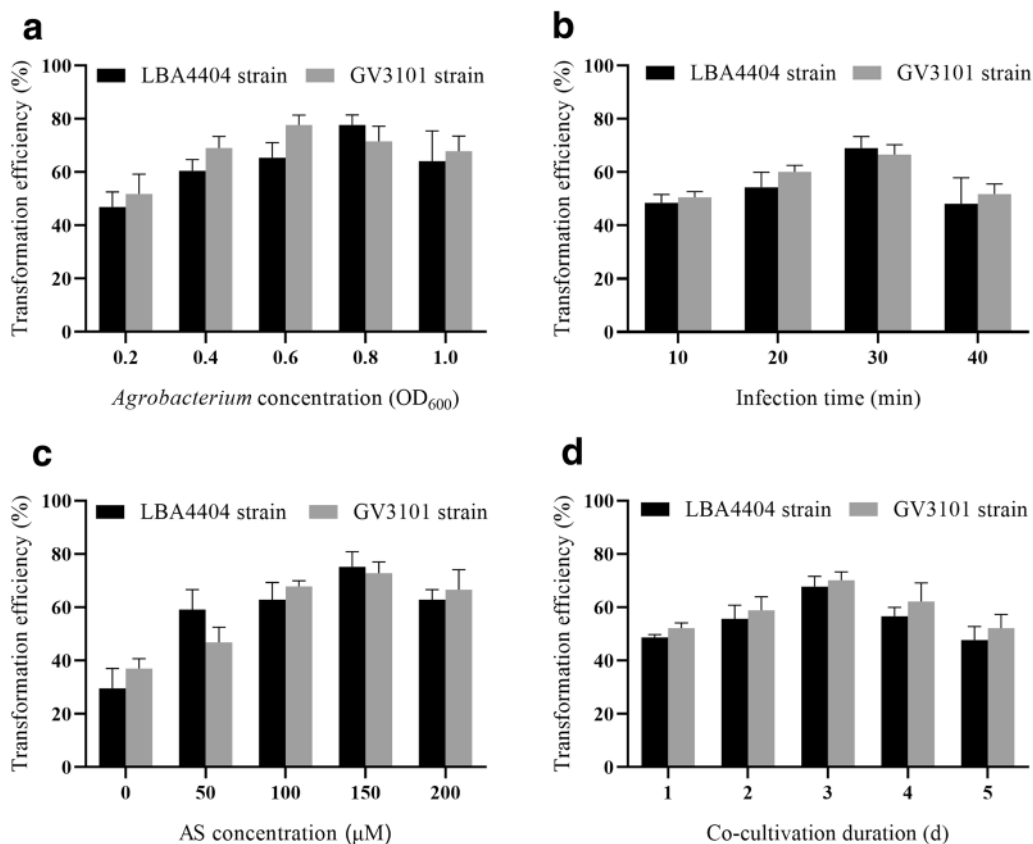 a
Transformation efficiency (%)
100
80
60
40
20
0
LBA4404 strain GV3101 strain
0.2 0.4 0.6 0.8 1.0
Agrobacterium concentration (OD600)
b
Transformation efficiency (%)
100
80
60
40
20
0
LBA4404 strain GV3101 strain
10 20 30 40
Infection time (min)
c
Transformation efficiency (%)
100
80
60
40
20
0
LBA4404 strain GV3101 strain
0 50 100 150 200
AS concentration (μM)
d
Transformation efficiency (%)
100
80
60
40
20
0
LBA4404 strain GV3101 strain
1 2 3 4 5
Co-cultivation duration (d)